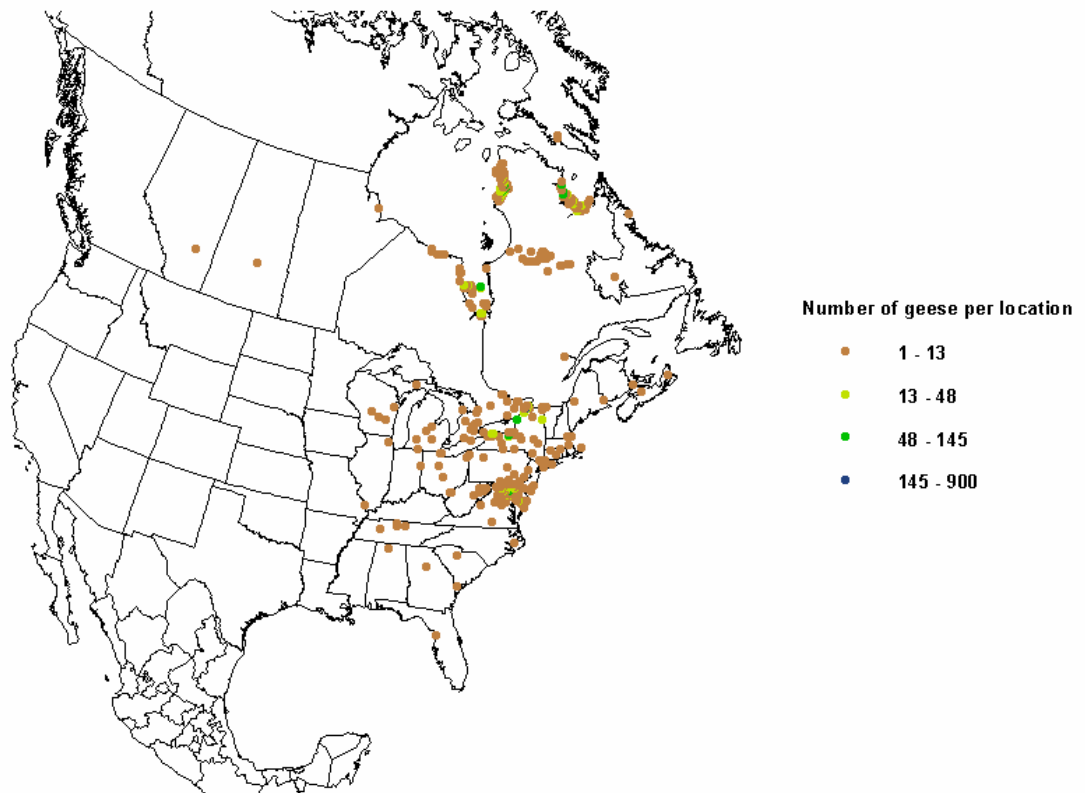 Number of geese per location
1 - 13
13 - 48
48 - 145
145 - 900